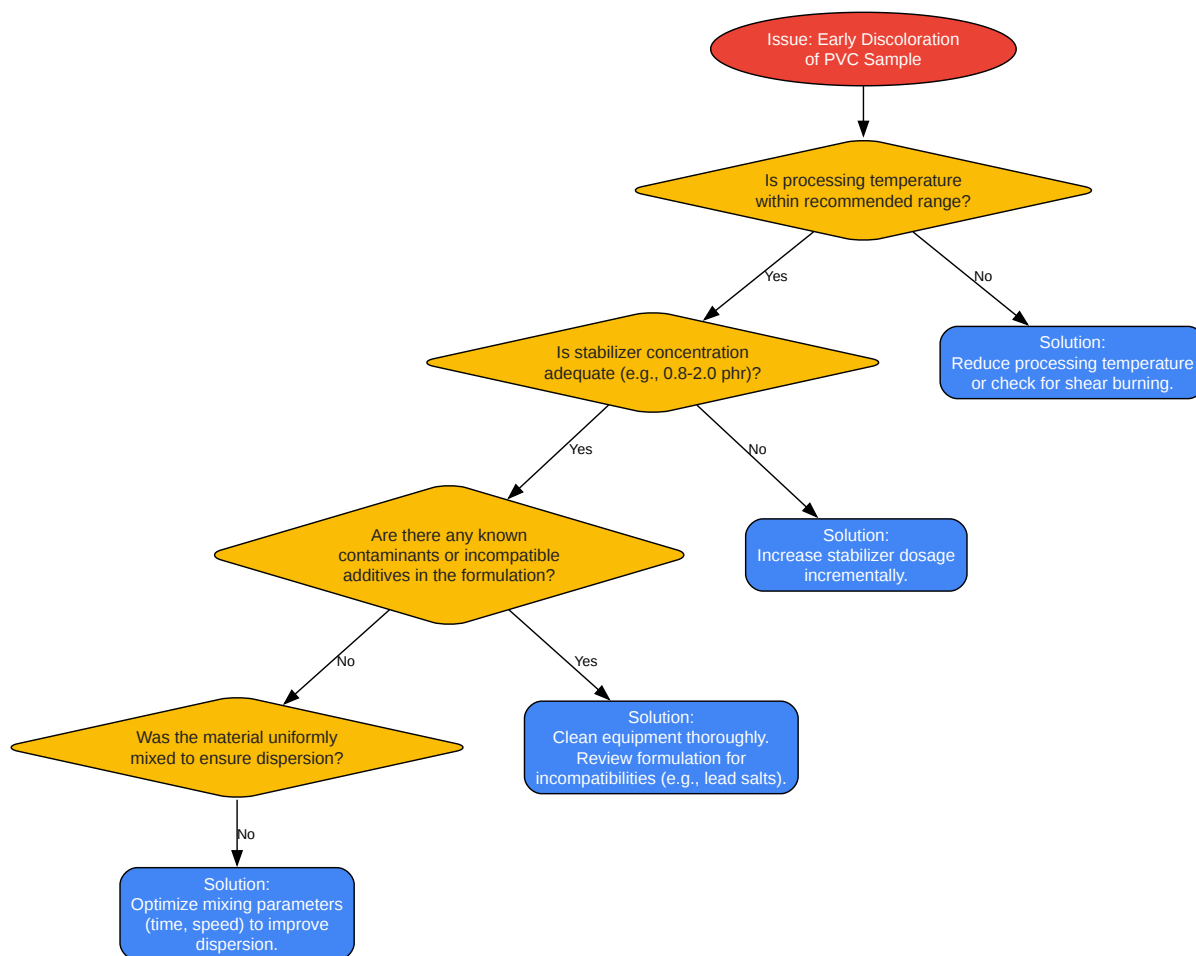 Issue: Early Discoloration
of PVC Sample
Is processing temperature
within recommended range?
Yes
No
Is stabilizer concentration
adequate (e.g., 0.8-2.0 phr)?
Solution:
Reduce processing temperature
or check for shear burning.
Yes
No
Are there any known
contaminants or incompatible
additives in the formulation?
Solution:
Increase stabilizer dosage
incrementally.
No
Yes
Was the material uniformly
mixed to ensure dispersion?
Solution:
Clean equipment thoroughly.
Review formulation for
incompatibilities (e.g., lead salts).
No
Solution:
Optimize mixing parameters
(time, speed) to improve
dispersion.